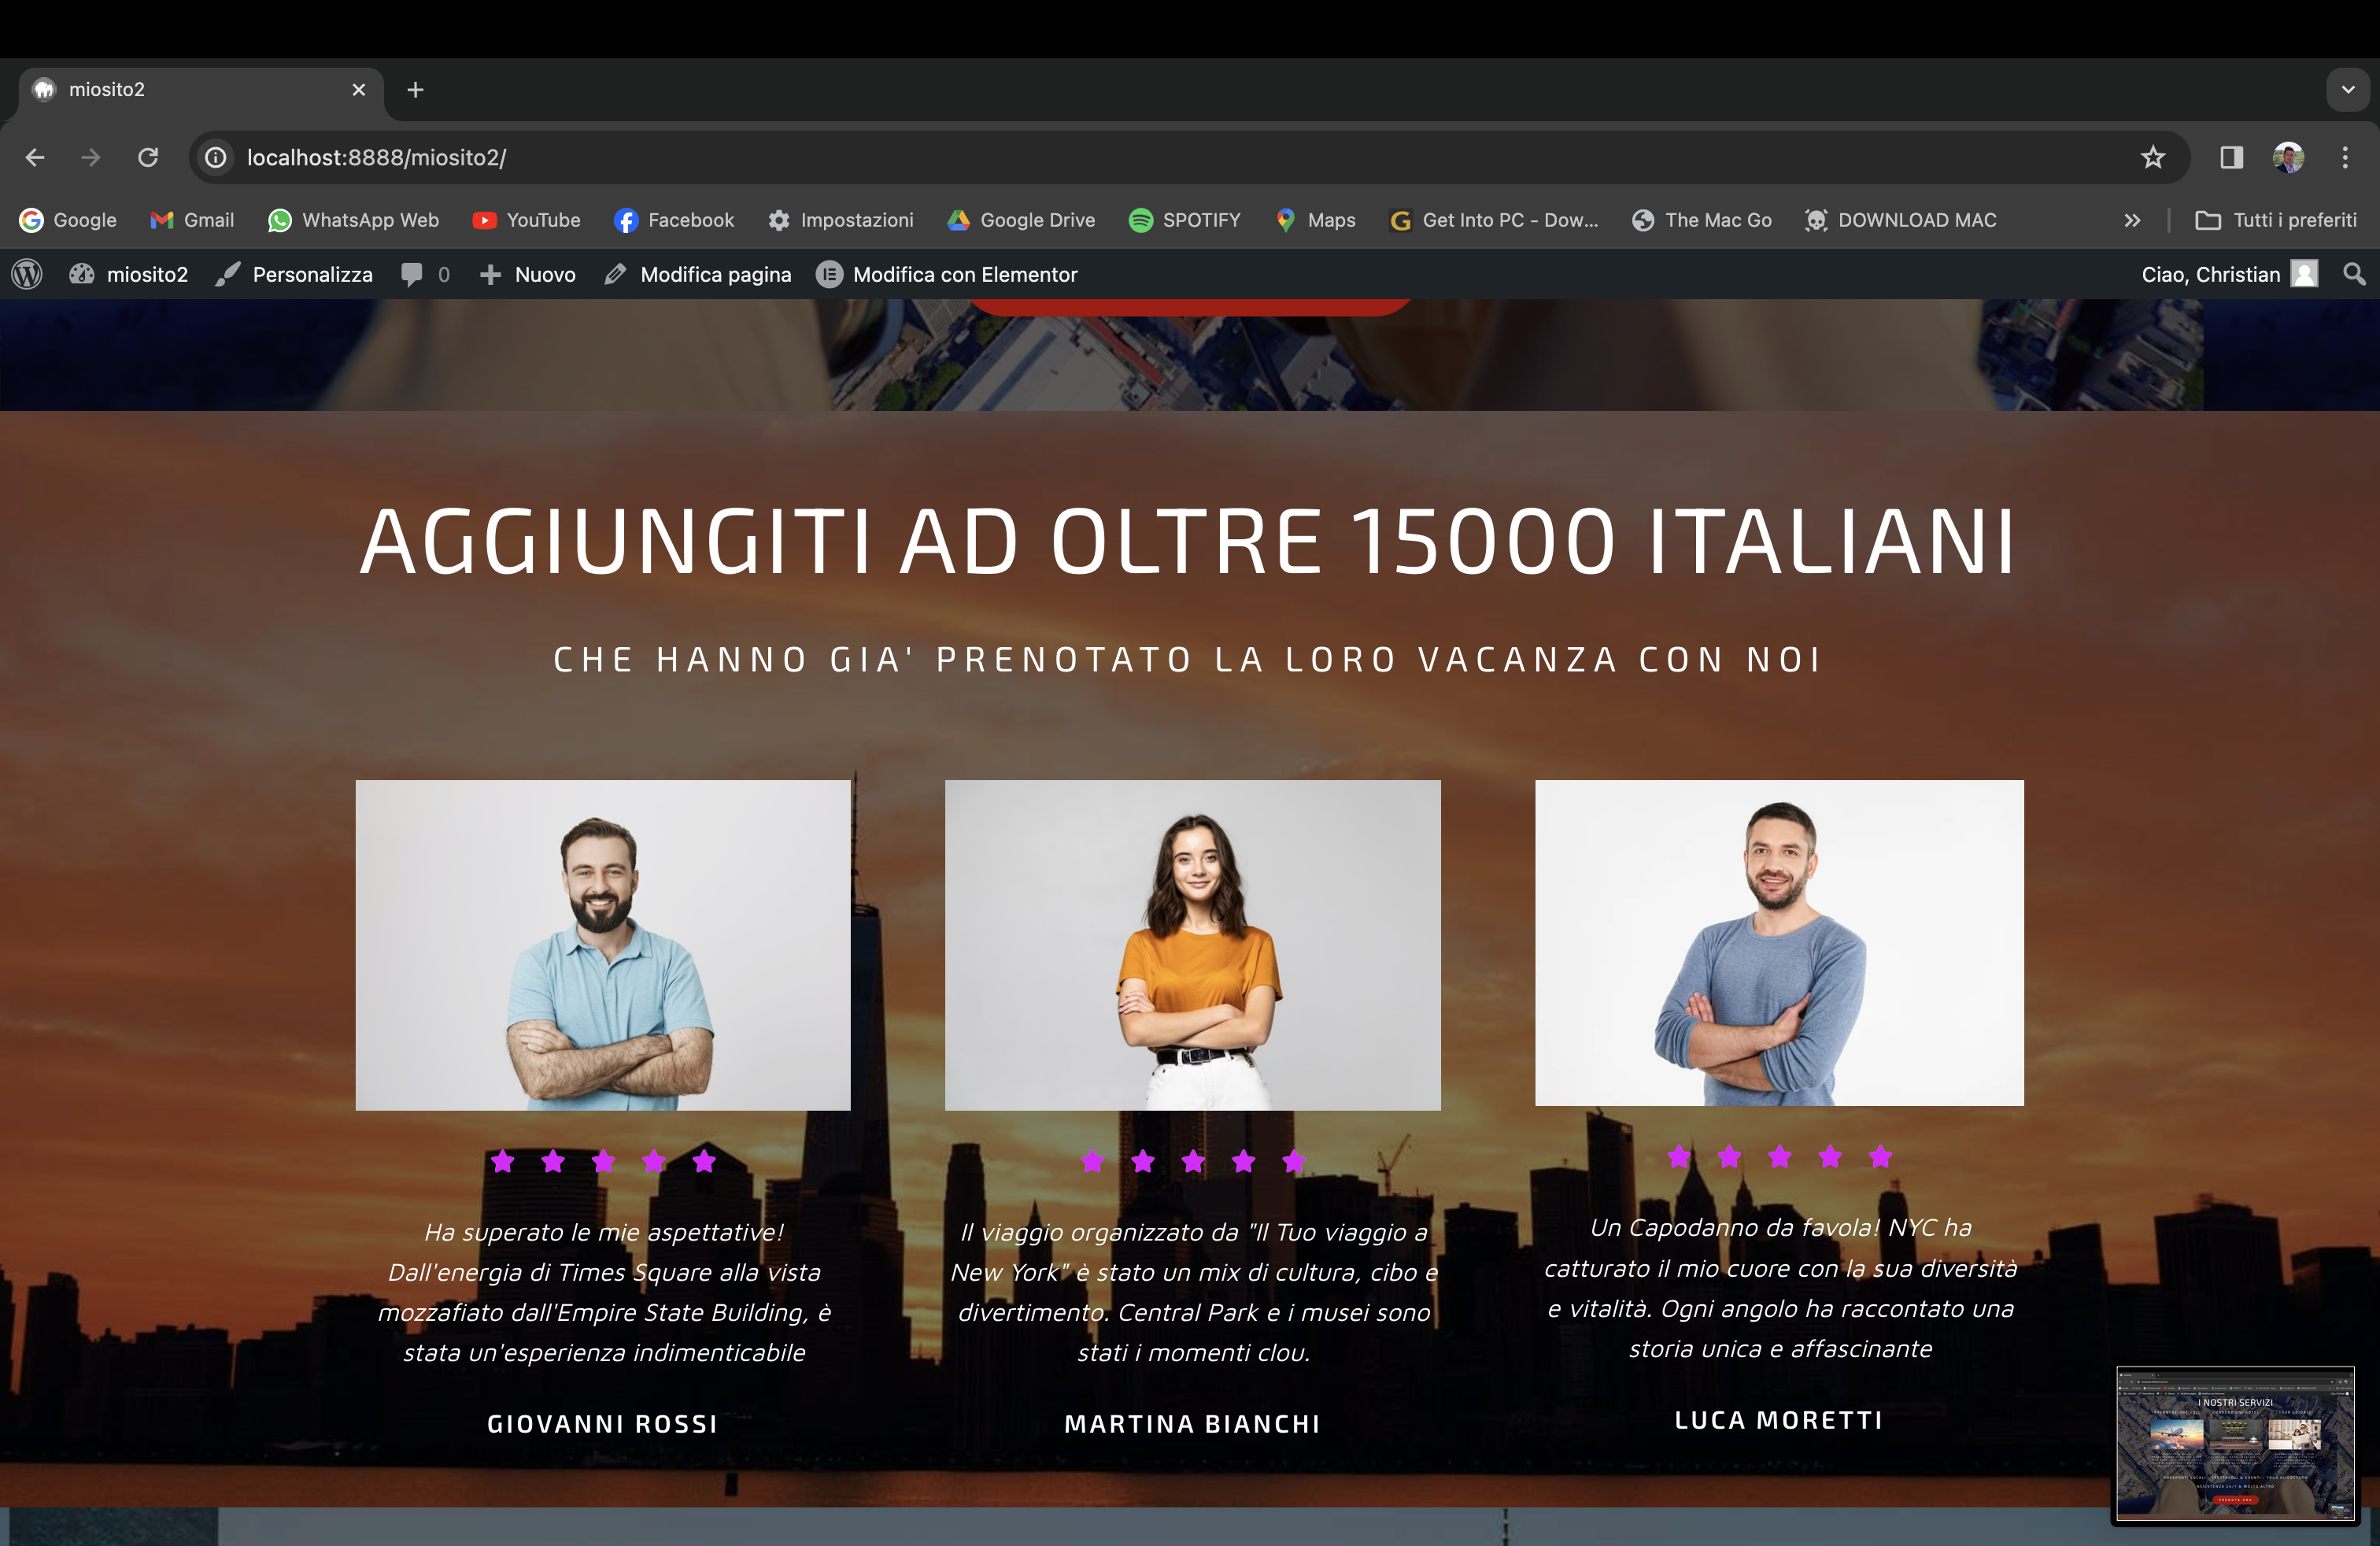 miosito2
localhost:8888/miosito2/
Google Gmail WhatsApp Web YouTube Facebook Impostazioni Google Drive SPOTIFY Maps G Get Into PC - Dow... The Mac Go DOWNLOAD MAC » Tutti i preferiti
miosito2 Personalizza 0 Nuovo Modifica pagina Modifica con Elementor Ciao, Christian
AGGIUNGITI AD OLTRE 15000 ITALIANI
CHE HANNO GIA' PRENOTATO LA LORO VACANZA CON NOI
Ha superato le mie aspettative!
Dall'energia di Times Square alla vista
mozzafiato dall'Empire State Building, è
stata un'esperienza indimenticabile
GIOVANNI ROSSI
Il viaggio organizzato da "Il Tuo viaggio a
New York" è stato un mix di cultura, cibo e
divertimento. Central Park e i musei sono
stati i momenti clou.
MARTINA BIANCHI
Un Capodanno da favola! NYC ha
catturato il mio cuore con la sua diversità
e vitalità. Ogni angolo ha raccontato una
storia unica e affascinante
LUCA MORETTI
I NOSTRI SERVIZI